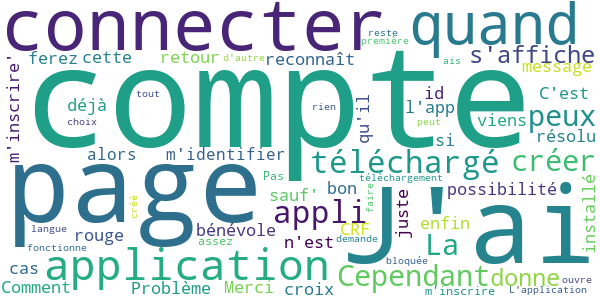 connecter
quand
reste
première
ferez
cette
retour
d'autre
reconnaît
s'affiche
message
m'inscrire'
compte
tout
déjà
choix
rien
qu'il
id
l'app
C'est
viens
peux
si
peut
ais
résolu
alors
m'identifier
téléchargé
créer
page
J'ai
Pas
téléchargement
sauf'
bon
possibilité
installé
créé
langue
rouge
bénévole
appli
juste
faire
fonctionne
assez
n'est
CRF
enfin
La
demande
bloquée
cas
application
Cependant
donne
ouvre
Comment
Problème
Merci
croix
m'inscrire
L'application